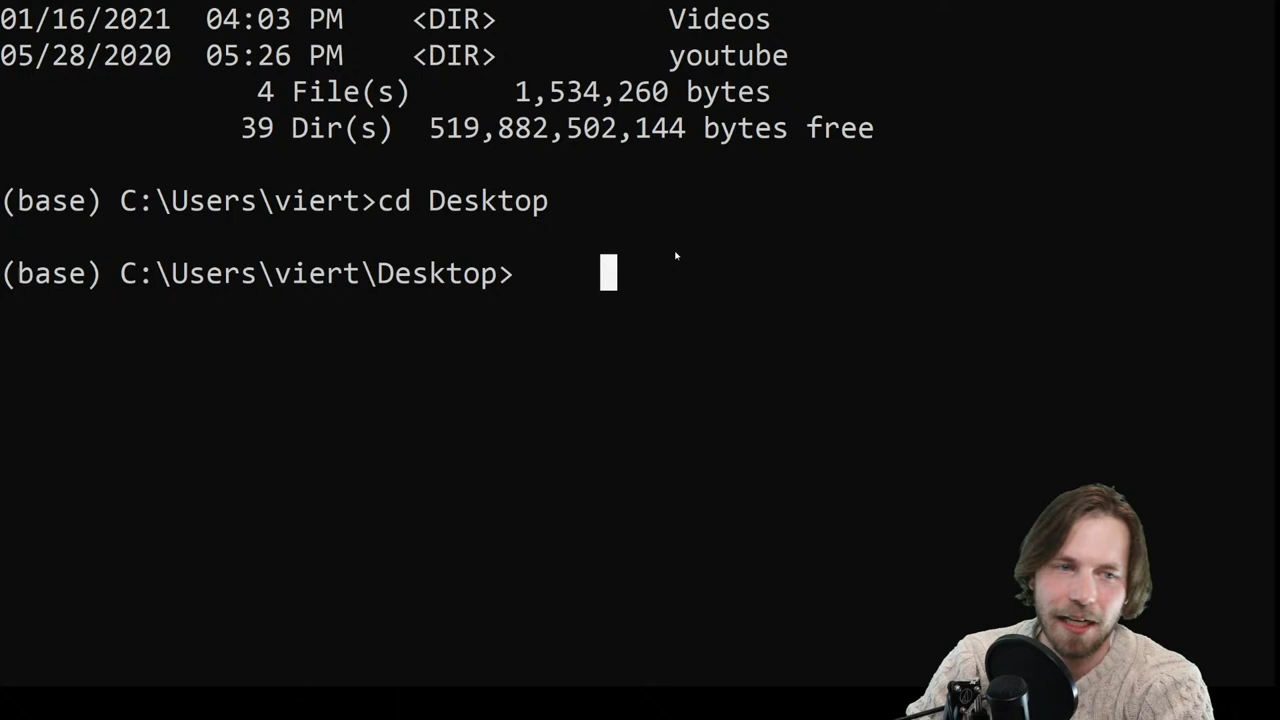 01/16/2021 04:03 PM <DIR> Videos
05/28/2020 05:26 PM <DIR> youtube
4 File(s) 1,534,260 bytes
39 Dir(s) 519,882,502,144 bytes free
(base) C:\Users\viert>cd Desktop
(base) C:\Users\viert\Desktop>